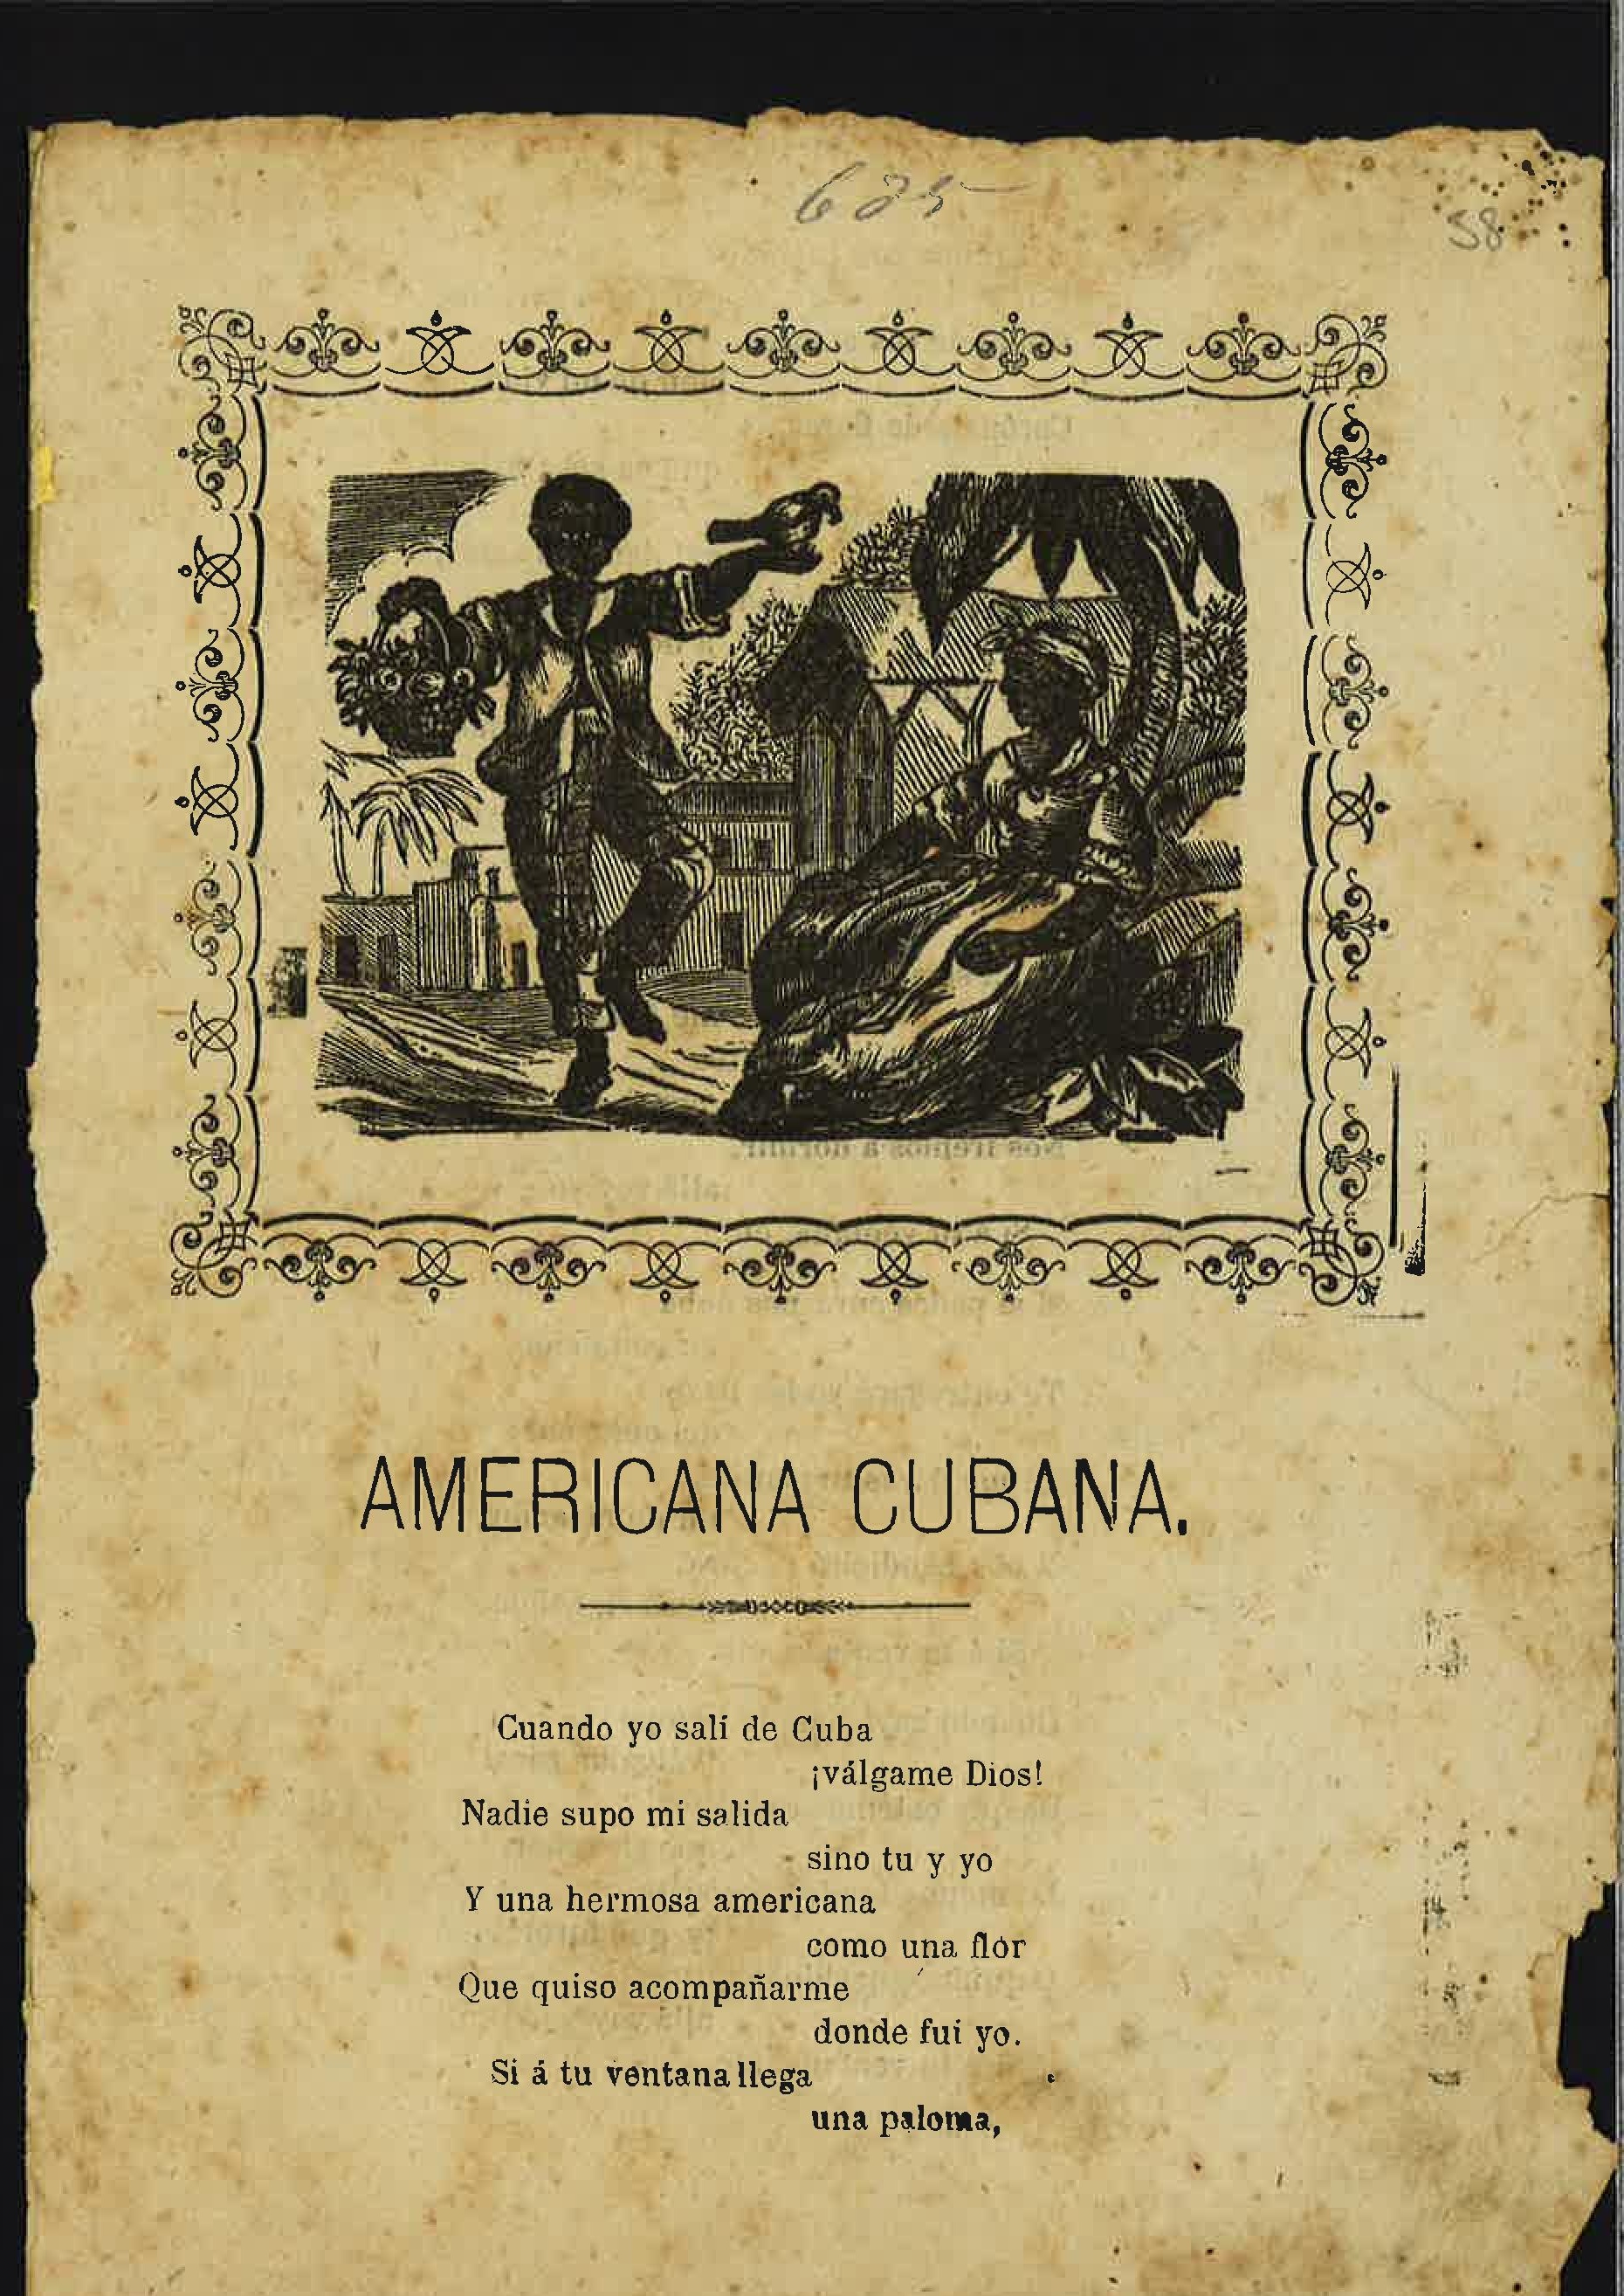 58
AMERICANA CUBANA.
Cuando yo salí de Cuba
¡válgame Dios!
Nadie supo mi salida
sino tu y yo
Y una hermosa americana
como una flor
Que quiso acompañarme
donde fui yo.
Si á tu ventana llega
una paloma,